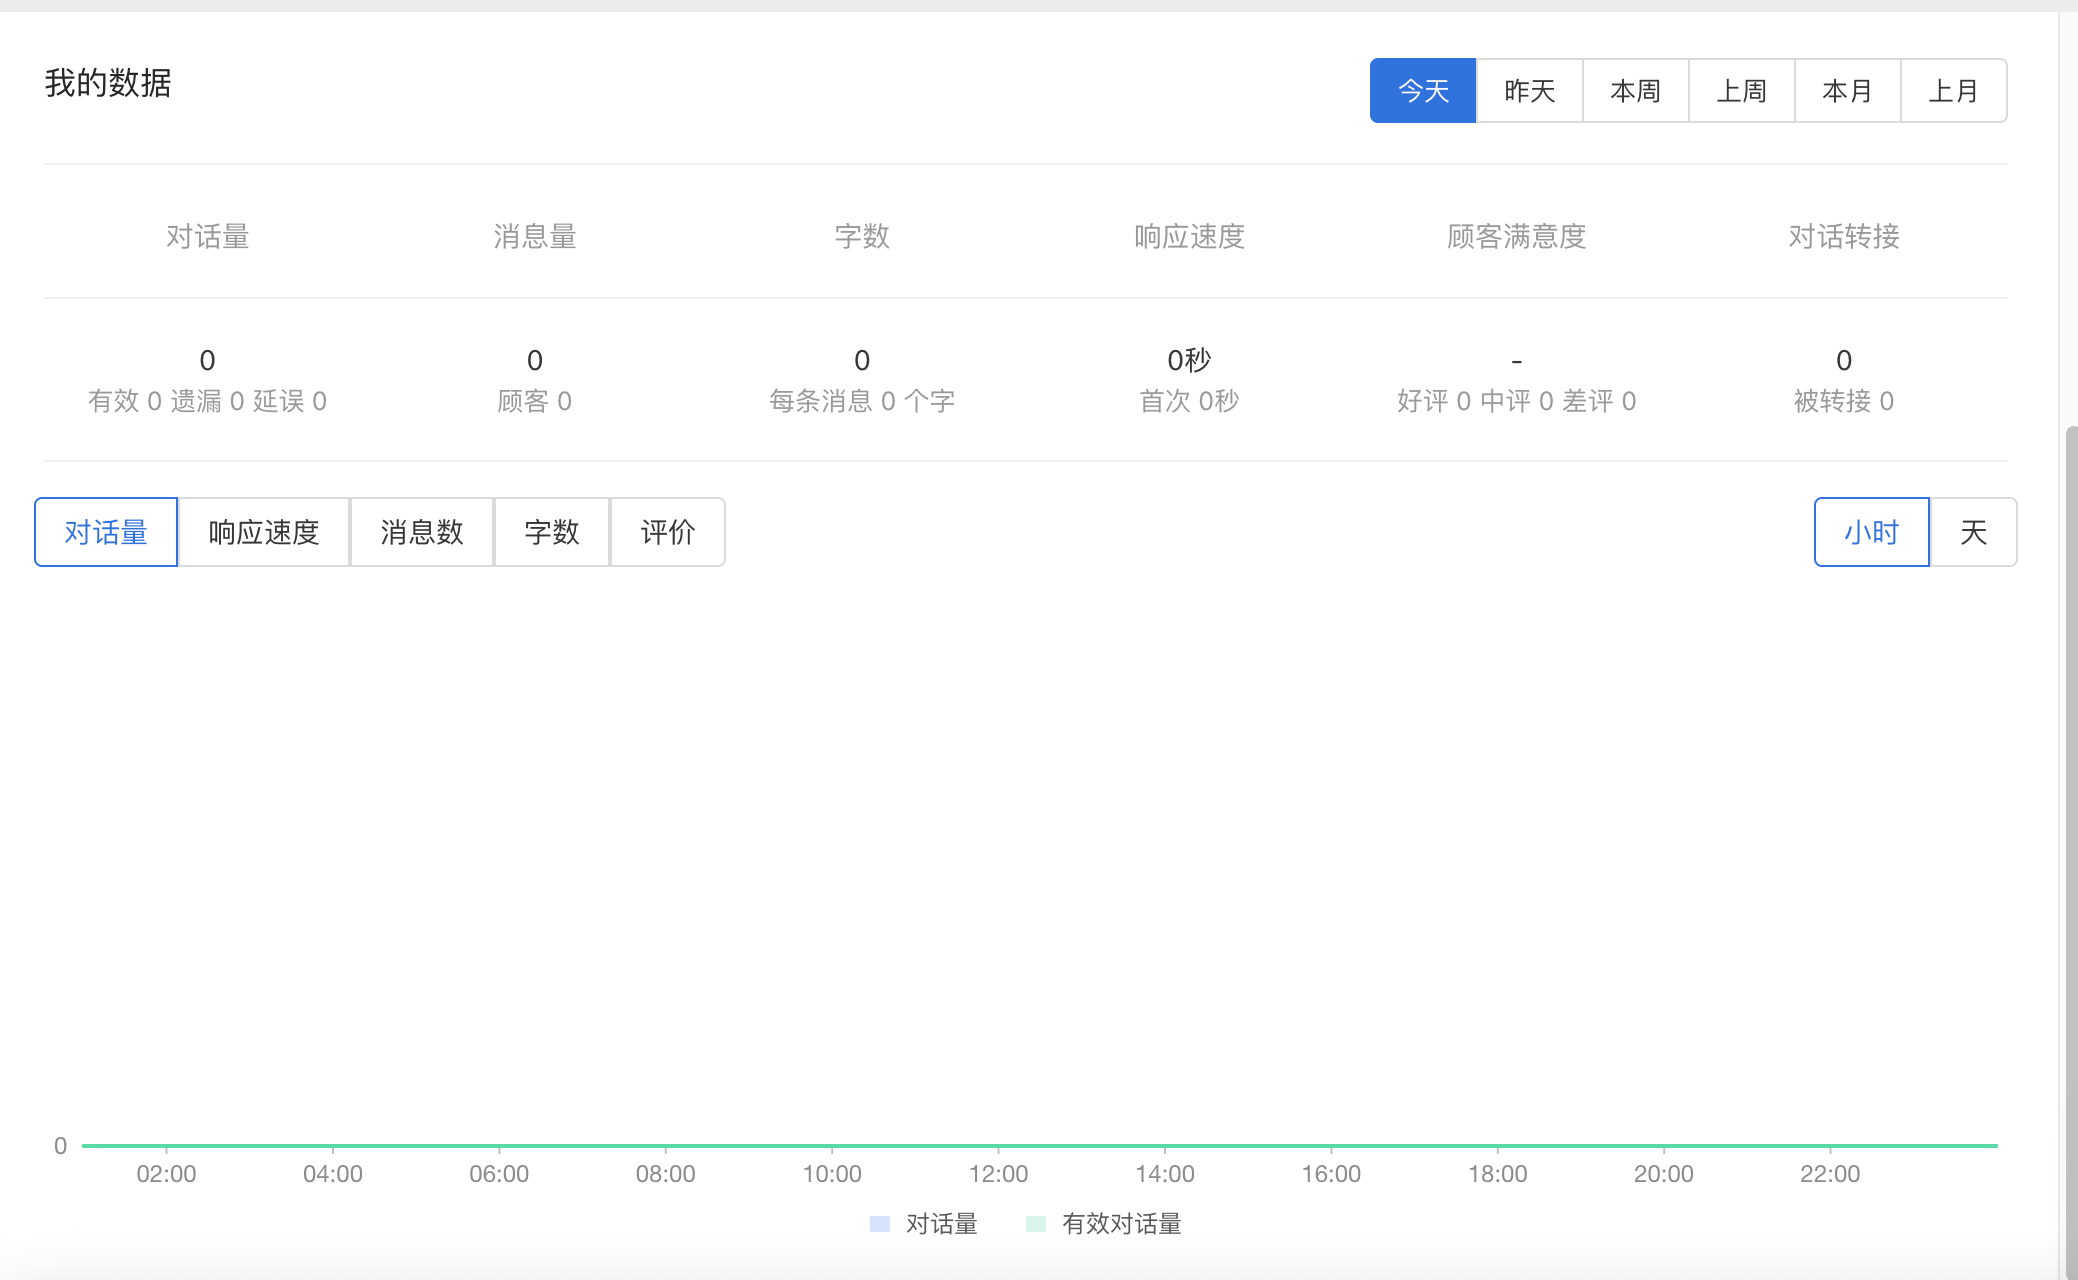 我的数据
今天 昨天 本周 上周 本月 上月
对话量 消息量 字数 响应速度 顾客满意度 对话转接
0 0 0 0秒 - 0
有效 0 遗漏 0 延误 0 顾客 0 每条消息 0 个字 首次 0秒 好评 0 中评 0 差评 0 被转接 0
对话量 响应速度 消息数 字数 评价 小时 天
0
02:00 04:00 06:00 08:00 10:00 12:00 14:00 16:00 18:00 20:00 22:00
对话量 有效对话量